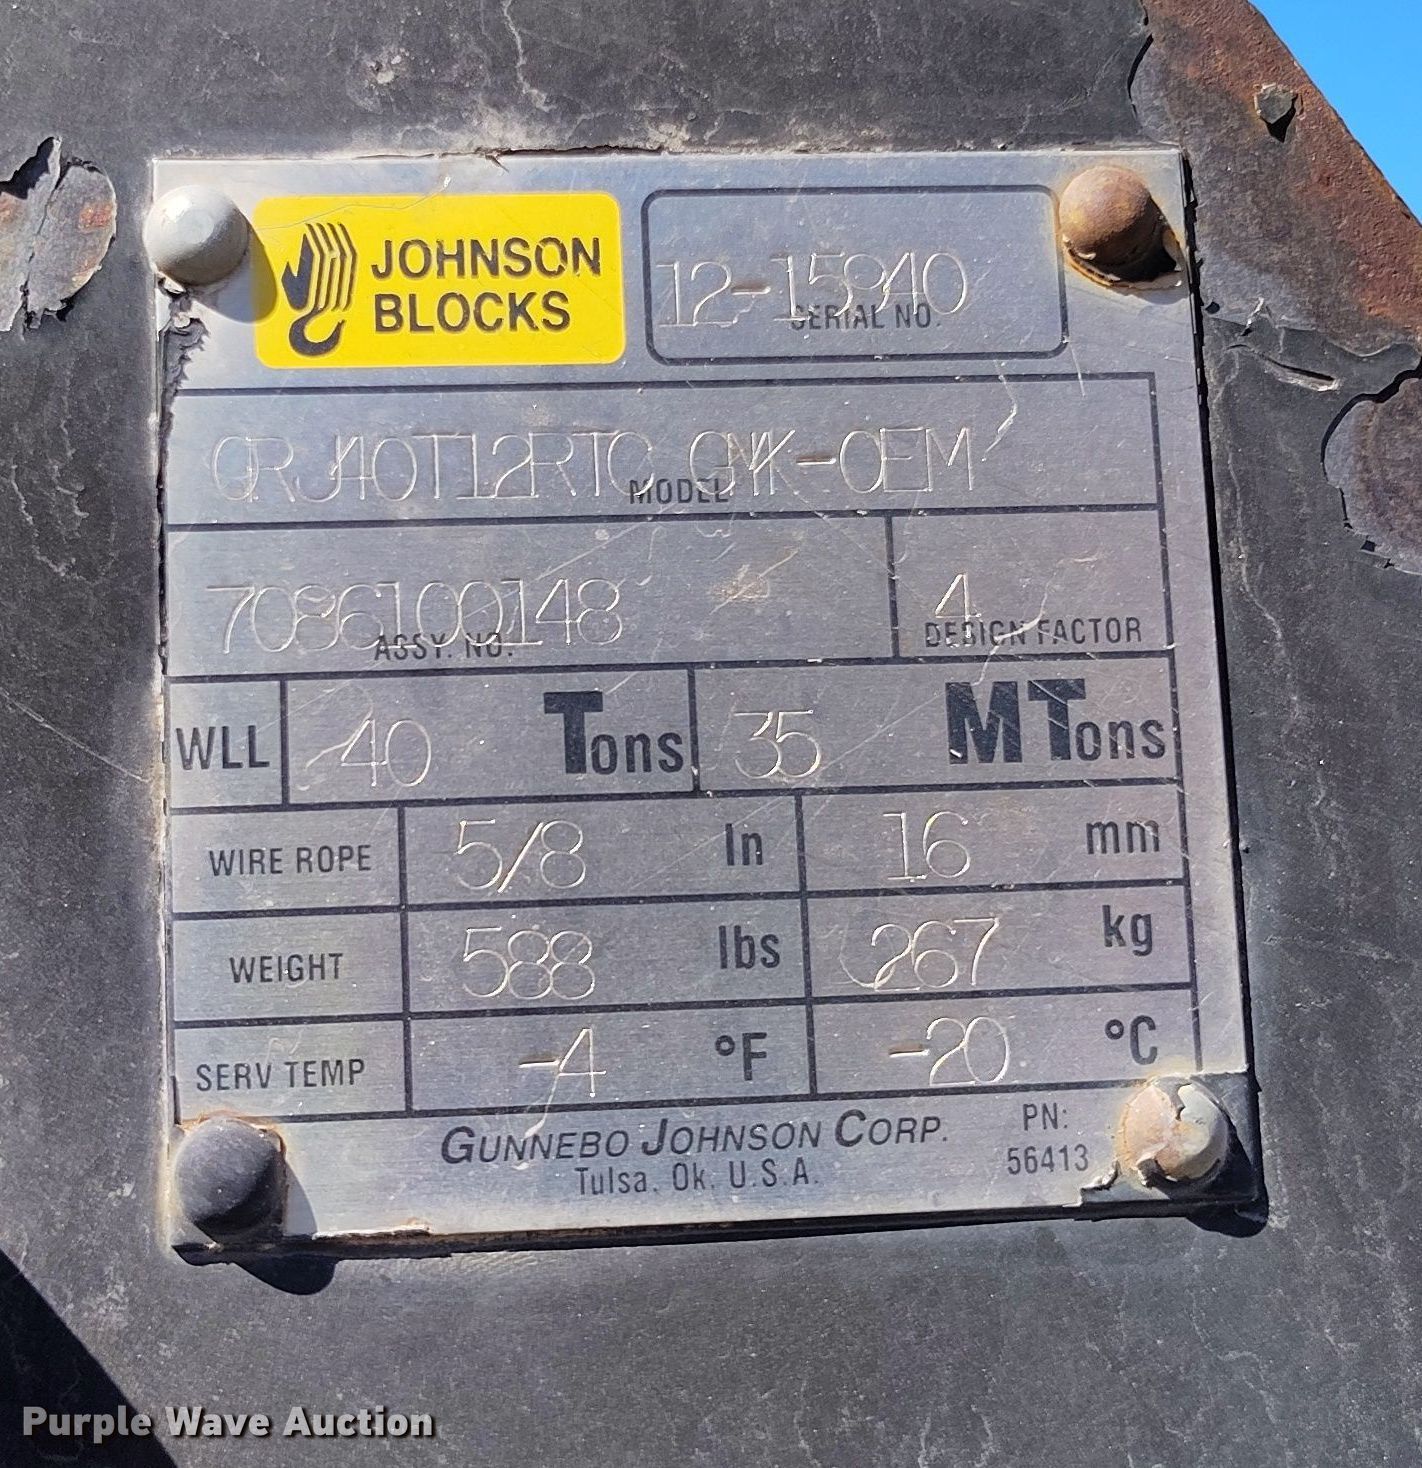 JOHNSON
BLOCKS
12-15940
SERIAL NO.
QRJ40T12RTC GMK-OEM
MODEL
7086100148
ASSY. NO.
4
DESIGN FACTOR
WLL 40 Tons 35 MTons
WIRE ROPE 5/8 In 16 mm
WEIGHT 588 lbs 267 kg
SERV TEMP -4 °F -20 °C
GUNNEBO JOHNSON CORP.
Tulsa, Ok. U.S.A.
PN:
56413
Purple Wave Auction